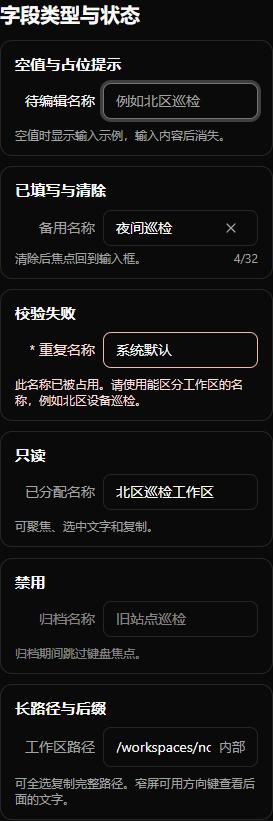 字段类型与状态
空值与占位提示
待编辑名称 例如北区巡检
空值时显示输入示例，输入内容后消失。
已填写与清除
备用名称 夜间巡检 ×
清除后焦点回到输入框。 4/32
校验失败
* 重复名称 系统默认
此名称已被占用。请使用能区分工作区的名
称，例如北区设备巡检。
只读
已分配名称 北区巡检工作区
可聚焦、选中文字和复制。
禁用
归档名称 旧站点巡检
归档期间跳过键盘焦点。
长路径与后缀
工作区路径 /workspaces/nc 内部
可全选复制完整路径。窄屏可用方向键查看后
面的文字。